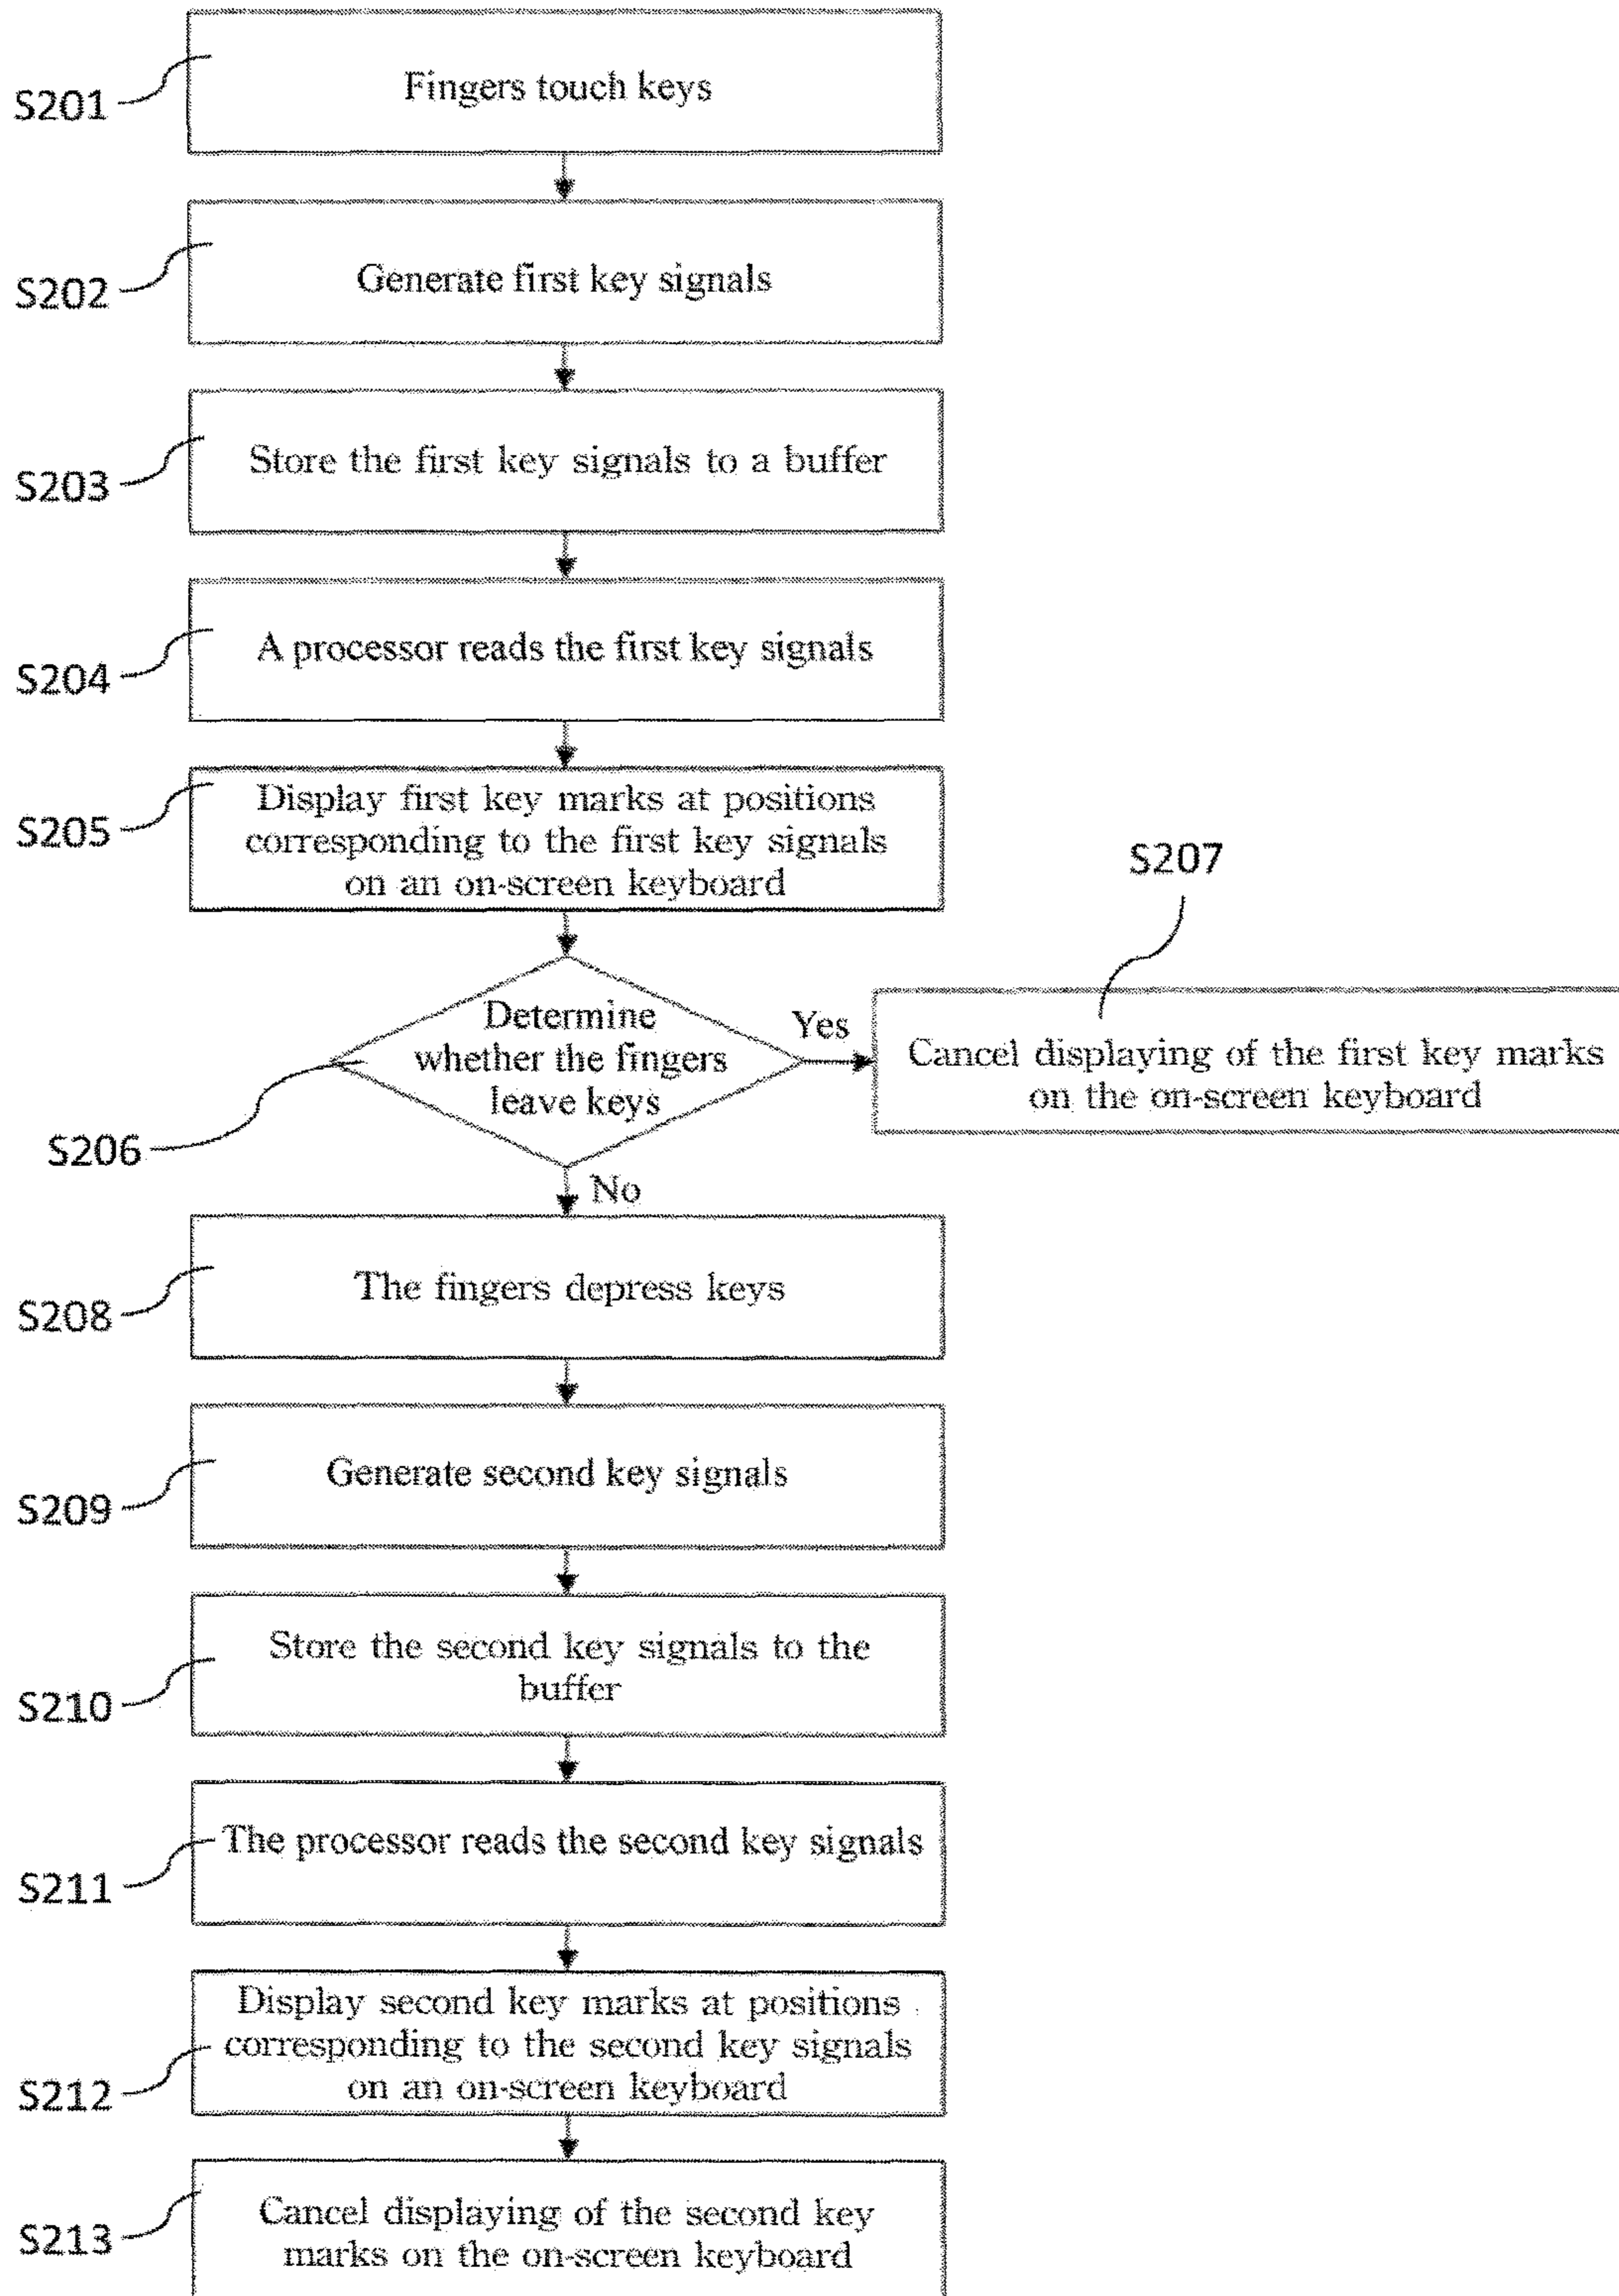 S201
Fingers touch keys
S202
Generate first key signals
S203
Store the first key signals to a buffer
S204
A processor reads the first key signals
S205
Display first key marks at positions
corresponding to the first key signals
on an on-screen keyboard
S206
Determine
whether the fingers
leave keys
Yes
S207
Cancel displaying of the first key marks
on the on-screen keyboard
No
S208
The fingers depress keys
S209
Generate second key signals
S210
Store the second key signals to the
buffer
S211
The processor reads the second key signals
S212
Display second key marks at positions
corresponding to the second key signals
on an on-screen keyboard
S213
Cancel displaying of the second key
marks on the on-screen keyboard